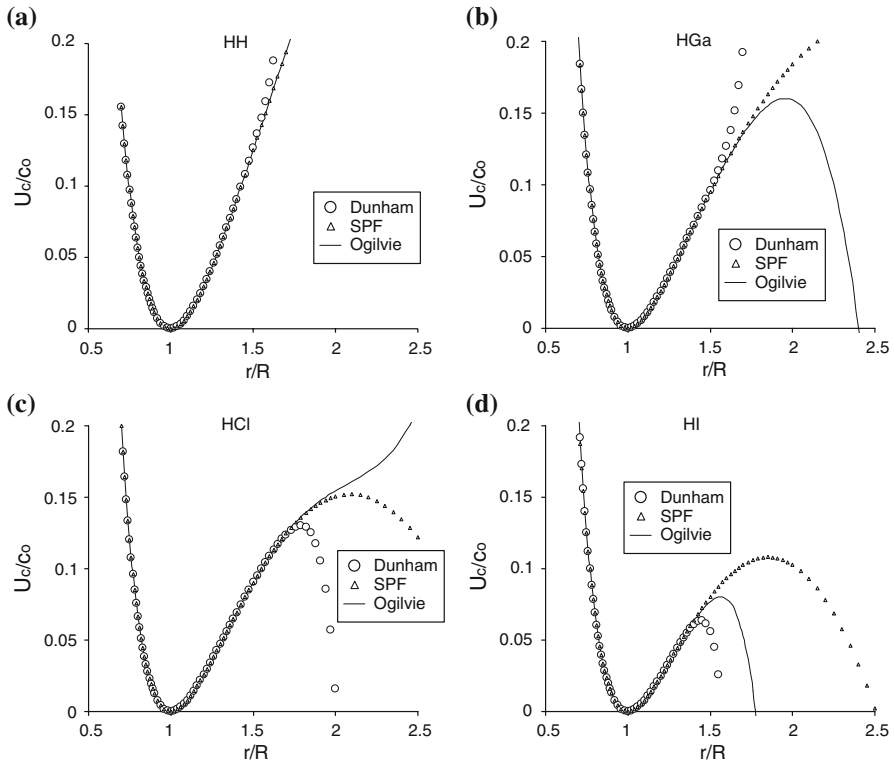 (a)
HH
0.2
0.15
0.1
0.05
0
Uc/co
0.5
1
1.5
2
2.5
r/R
Dunham
SPF
Ogilvie
(b)
HGa
0.2
0.15
0.1
0.05
0
Uc/co
0.5
1
1.5
2
2.5
r/R
Dunham
SPF
Ogilvie
(c)
HCl
0.2
0.15
0.1
0.05
0
Uc/co
0.5
1
1.5
2
2.5
r/R
Dunham
SPF
Ogilvie
(d)
HI
0.2
0.15
0.1
0.05
0
Uc/co
0.5
1
1.5
2
2.5
r/R
Dunham
SPF
Ogilvie